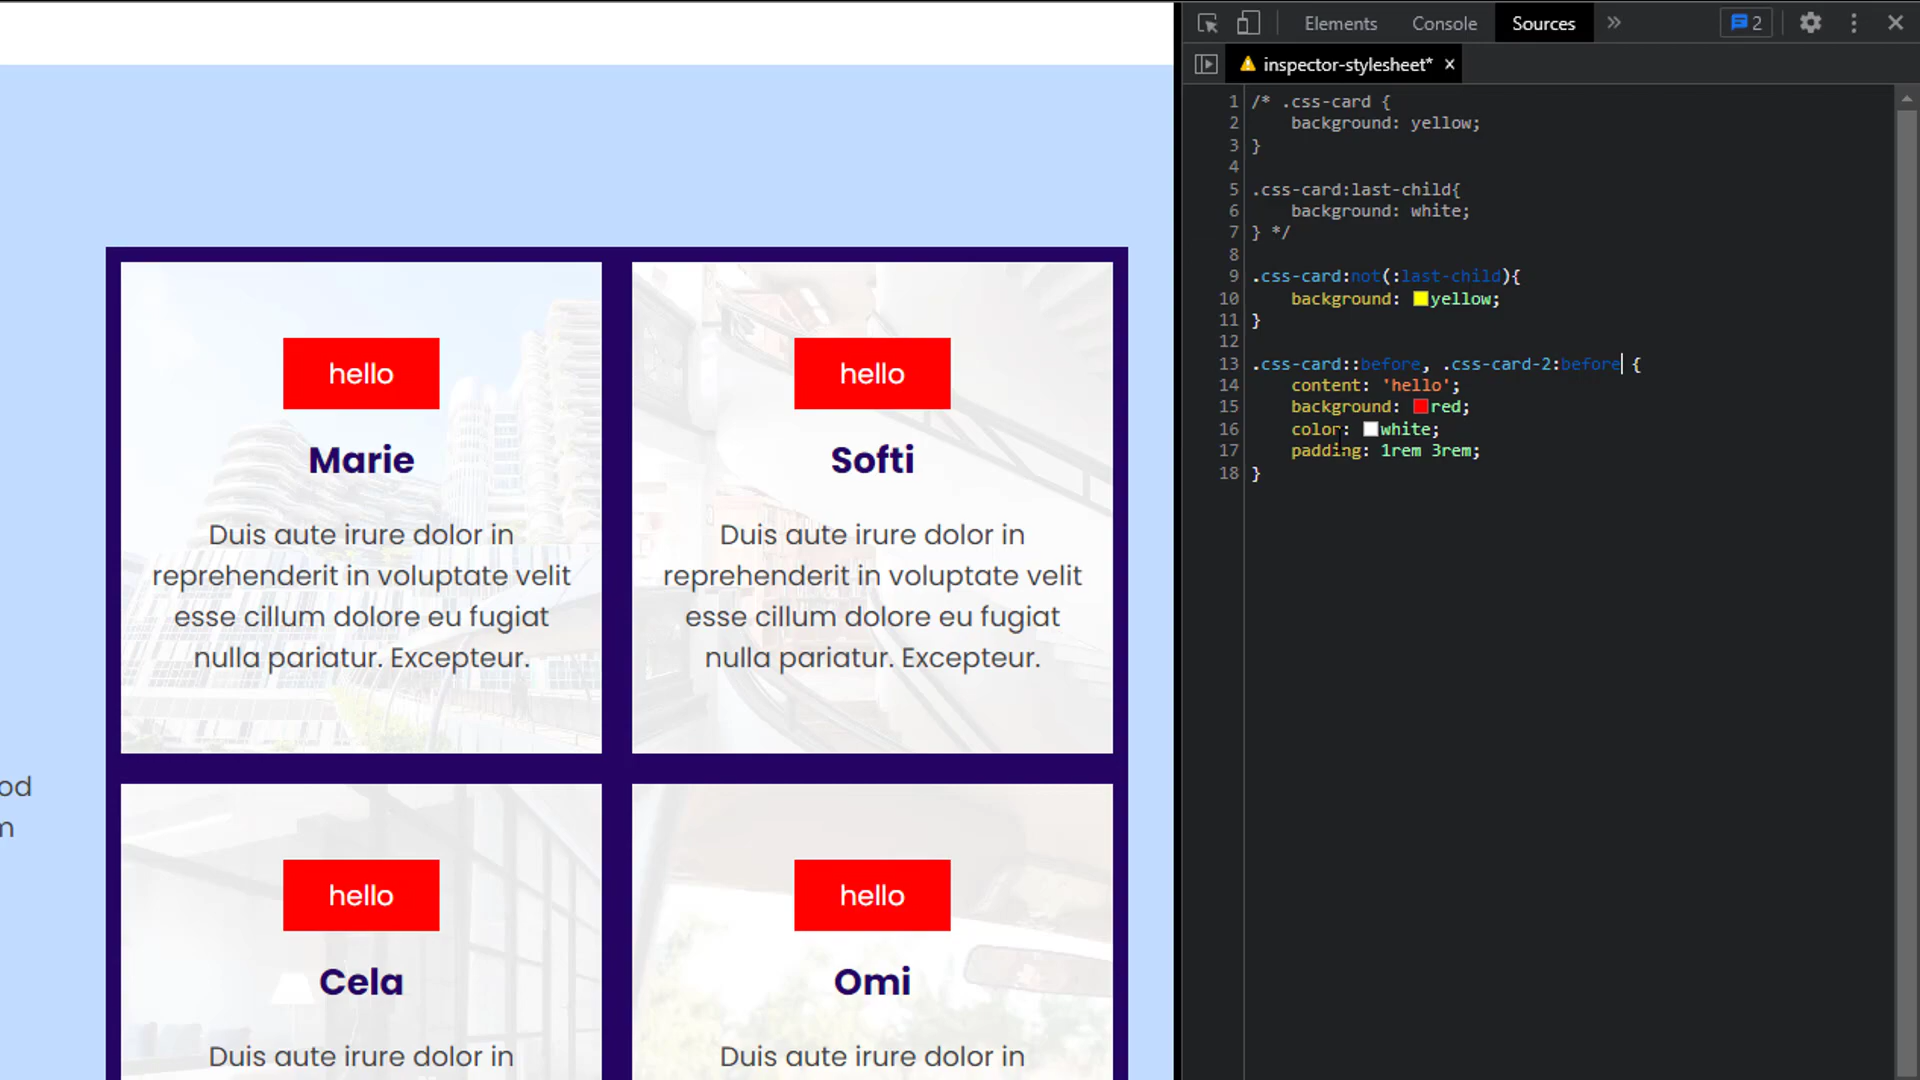 Elements Console Sources 2
inspector-stylesheet*
1 /* .css-card {
2 background: yellow;
3 }
4
5 .css-card:last-child{
6 background: white;
7 } */
8
9 .css-card:not(:last-child){
10 background: yellow;
11 }
12
13 .css-card::before, .css-card-2:before {
14 content: 'hello';
15 background: red;
16 color: white;
17 padding: 1rem 3rem;
18 }
hello
Marie
Duis aute irure dolor in
reprehenderit in voluptate velit
esse cillum dolore eu fugiat
nulla pariatur. Excepteur.
hello
Softi
Duis aute irure dolor in
reprehenderit in voluptate velit
esse cillum dolore eu fugiat
nulla pariatur. Excepteur.
od
m
hello
Cela
Duis aute irure dolor in
hello
Omi
Duis aute irure dolor in